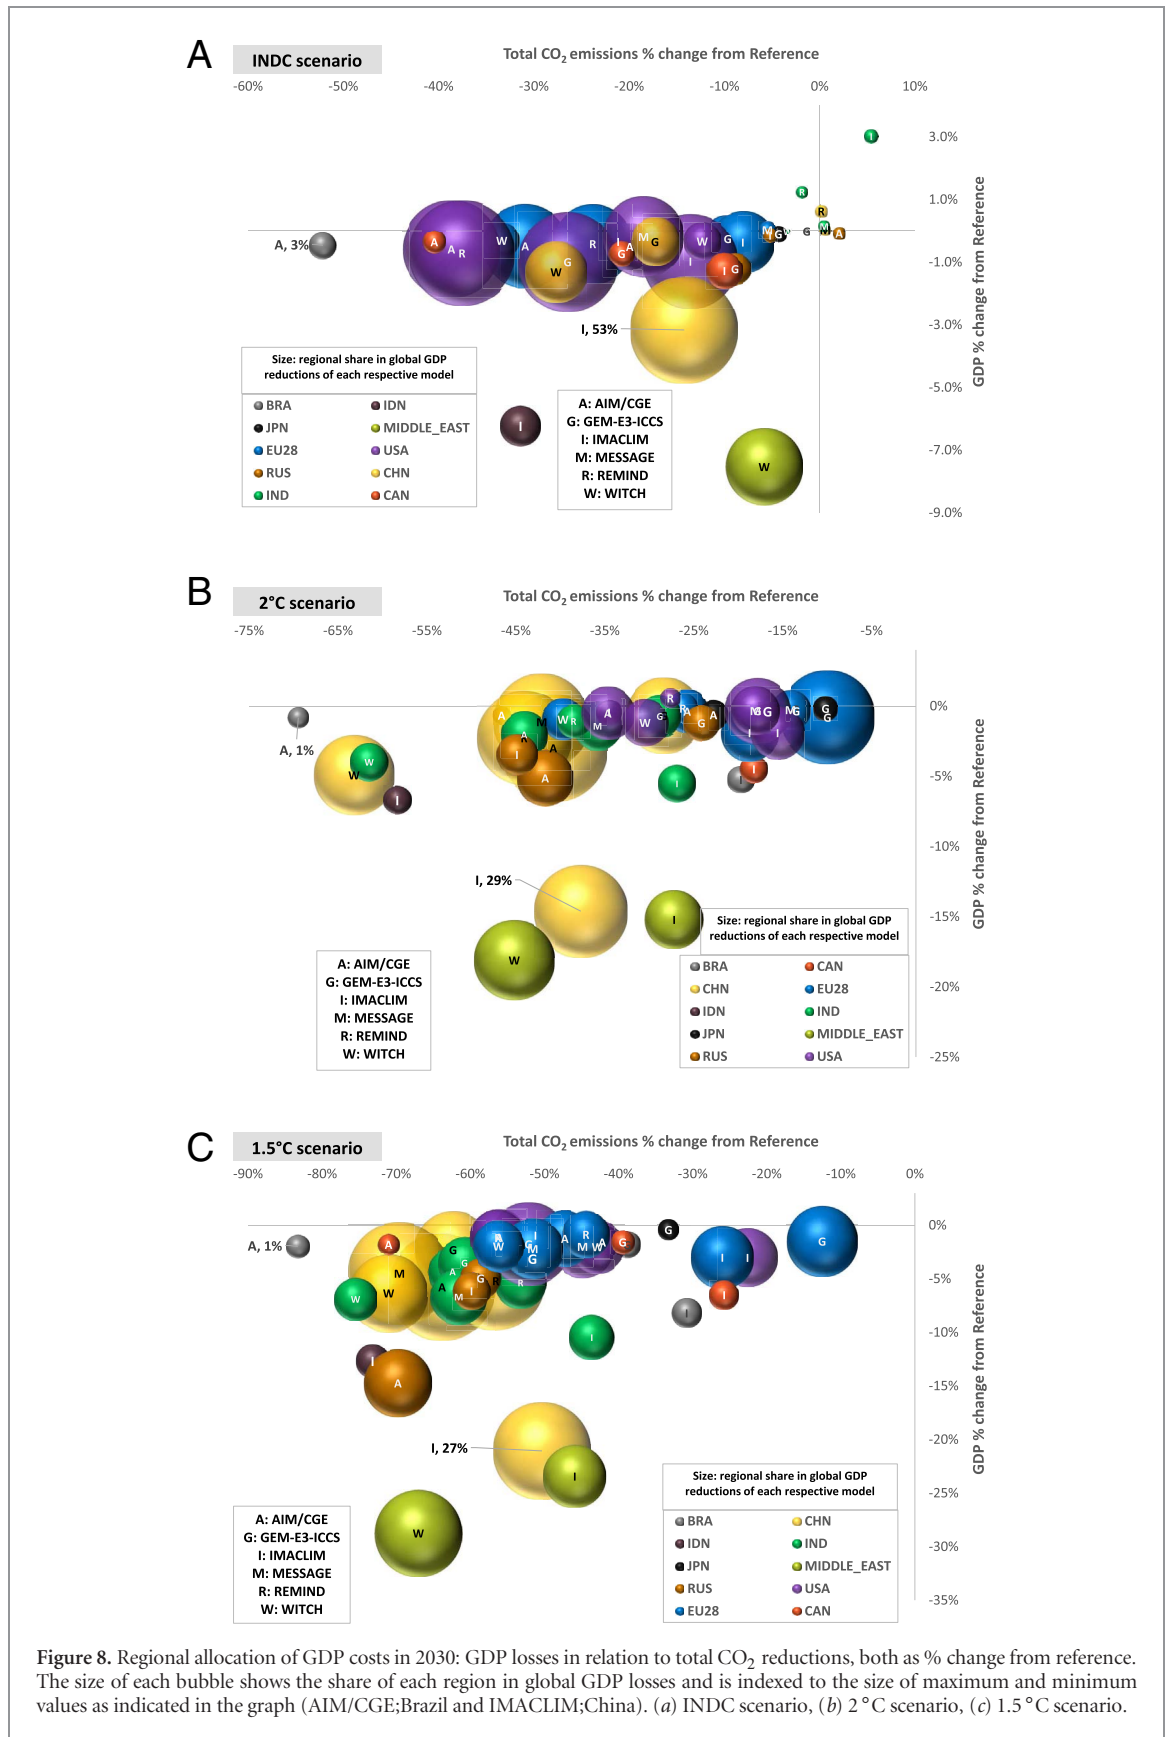 A
INDC scenario
Total CO2 emissions % change from Reference
-60% -50% -40% -30% -20% -10% 0% 10%
3.0%
1.0%
-1.0%
-3.0%
-5.0%
-7.0%
-9.0%
GDP % change from Reference
A, 3%
I, 53%
Size: regional share in global GDP
reductions of each respective model
BRA IDN
JPN MIDDLE_EAST
EU28 USA
RUS CHN
IND CAN
A: AIM/CGE
G: GEM-E3-ICCS
I: IMACLIM
M: MESSAGE
R: REMIND
W: WITCH
B
2°C scenario
Total CO2 emissions % change from Reference
-75% -65% -55% -45% -35% -25% -15% -5%
0%
-5%
-10%
-15%
-20%
-25%
GDP % change from Reference
A, 1%
I, 29%
A: AIM/CGE
G: GEM-E3-ICCS
I: IMACLIM
M: MESSAGE
R: REMIND
W: WITCH
Size: regional share in global GDP
reductions of each respective model
BRA CAN
CHN EU28
IDN IND
JPN MIDDLE_EAST
RUS USA
C
1.5°C scenario
Total CO2 emissions % change from Reference
-90% -80% -70% -60% -50% -40% -30% -20% -10% 0%
0%
-5%
-10%
-15%
-20%
-25%
-30%
-35%
GDP % change from Reference
A, 1%
I, 27%
A: AIM/CGE
G: GEM-E3-ICCS
I: IMACLIM
M: MESSAGE
R: REMIND
W: WITCH
Size: regional share in global GDP
reductions of each respective model
BRA CHN
IDN IND
JPN MIDDLE_EAST
RUS USA
EU28 CAN
Figure 8. Regional allocation of GDP costs in 2030: GDP losses in relation to total CO2 reductions, both as % change from reference.
The size of each bubble shows the share of each region in global GDP losses and is indexed to the size of maximum and minimum
values as indicated in the graph (AIM/CGE;Brazil and IMACLIM;China). (a) INDC scenario, (b) 2 °C scenario, (c) 1.5 °C scenario.